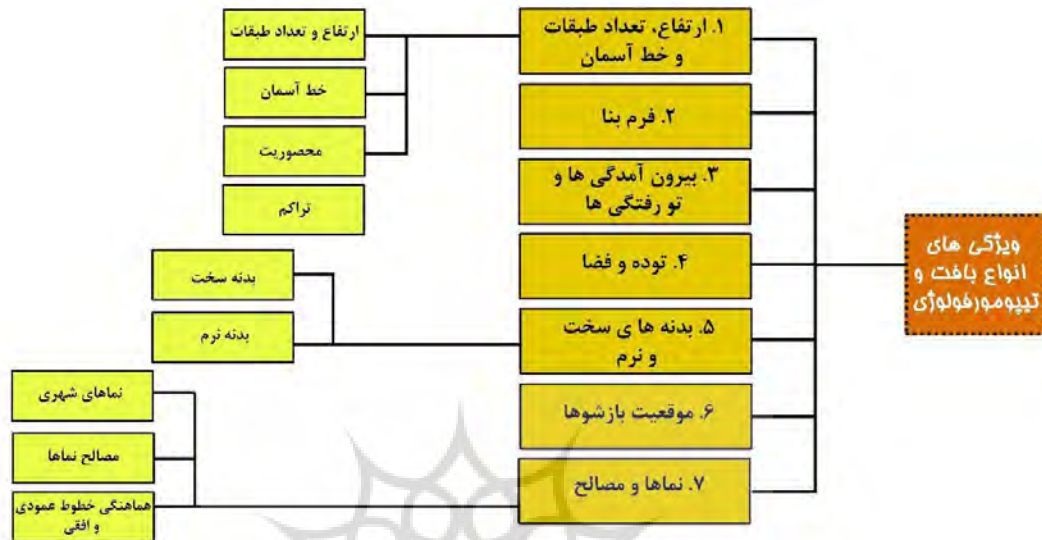 ویژگی های
انواع بافت و
تیپومورفولوژی
۱. ارتفاع، تعداد طبقات
و خط آسمان
۲. فرم بنا
۳. بیرون آمدگی ها و
تو رفتگی ها
۴. توده و فضا
۵. بدنه ها ی سخت
و نرم
۶. موقعیت بازشوها
۷. نماها و مصالح
ارتفاع و تعداد طبقات
خط آسمان
محصوریت
تراکم
بدنه سخت
بدنه نرم
نماهای شهری
مصالح نماها
هماهنگی خطوط عمودی
و افقی